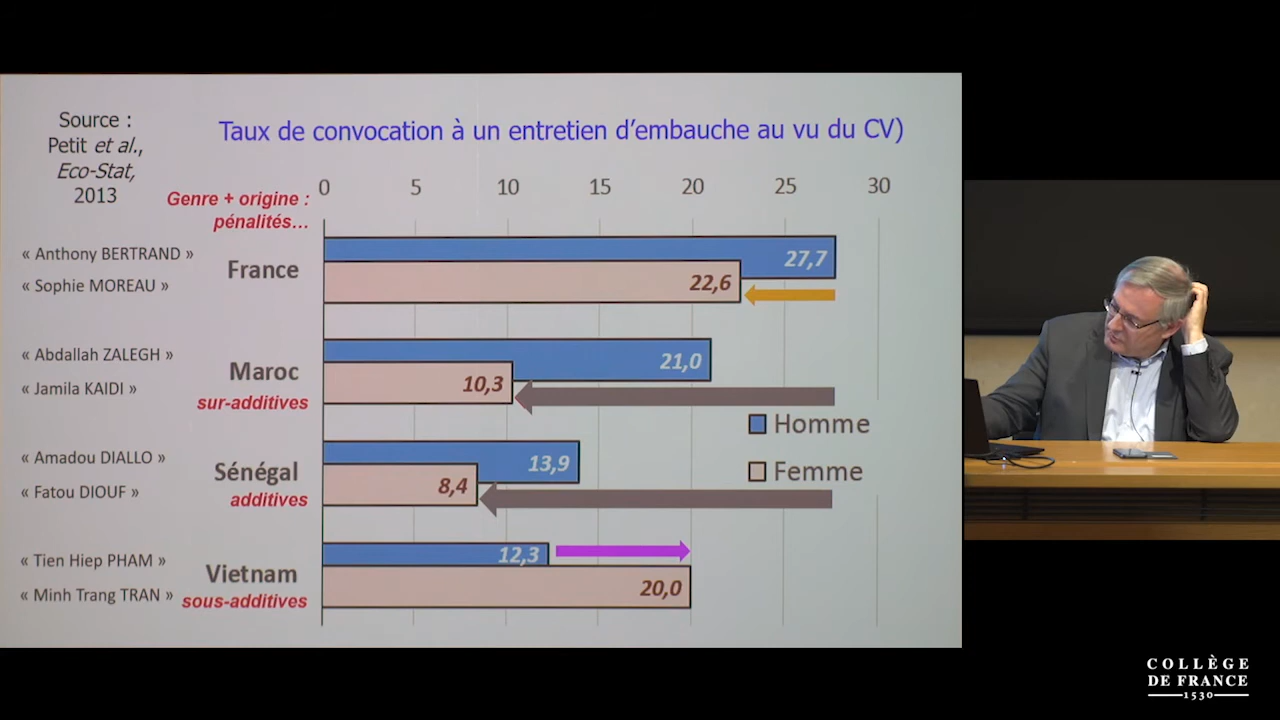 Source :
Petit et al.,
Eco-Stat,
2013
Taux de convocation à un entretien d'embauche au vu du CV)
Genre + origine :
pénalités…
0 5 10 15 20 25 30
« Anthony BERTRAND »
« Sophie MOREAU »
France
27,7
22,6
« Abdallah ZALEGH »
« Jamila KAIDI »
Maroc
sur-additives
21,0
10,3
Homme
Femme
« Amadou DIALLO »
« Fatou DIOUF »
Sénégal
additives
13,9
8,4
« Tien Hiep PHAM »
« Minh Trang TRAN »
Vietnam
sous-additives
12,3
20,0
COLLÈGE
DE FRANCE
1530